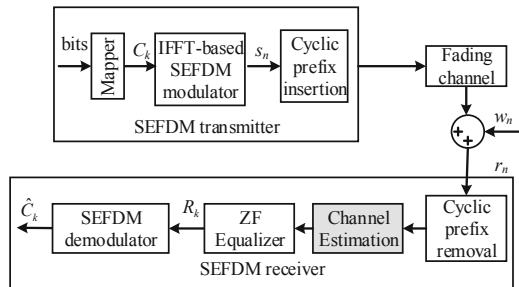 bits
Mapper
C_k
IFFT-based
SEFDM
modulator
s_n
Cyclic
prefix
insertion
SEFDM transmitter
Fading
channel
+
+
w_n
r_n
Ĉ_k
SEFDM
demodulator
R_k
ZF
Equalizer
Channel
Estimation
Cyclic
prefix
removal
SEFDM receiver